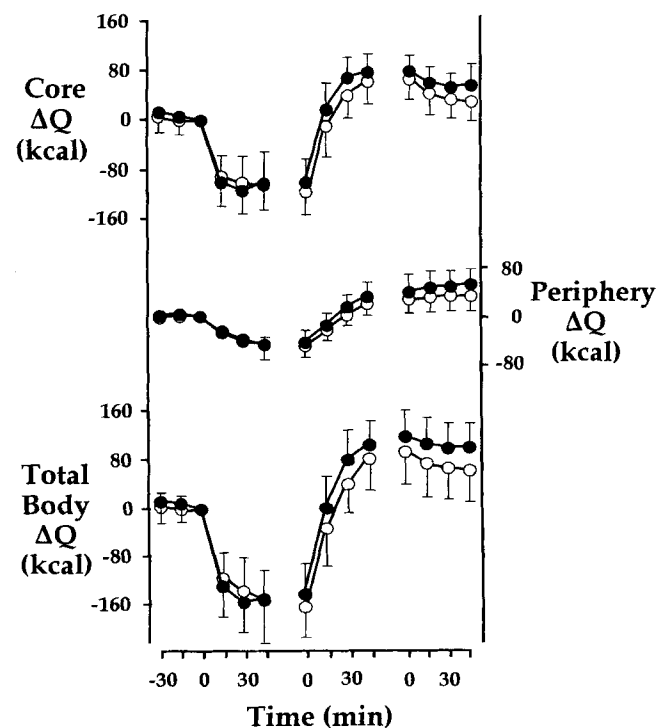 160
80
0
-80
-160
Core
ΔQ
(kcal)
80
0
-80
Periphery
ΔQ
(kcal)
160
80
0
-80
-160
Total
Body
ΔQ
(kcal)
-30 0 30 0 30 0 30
Time (min)